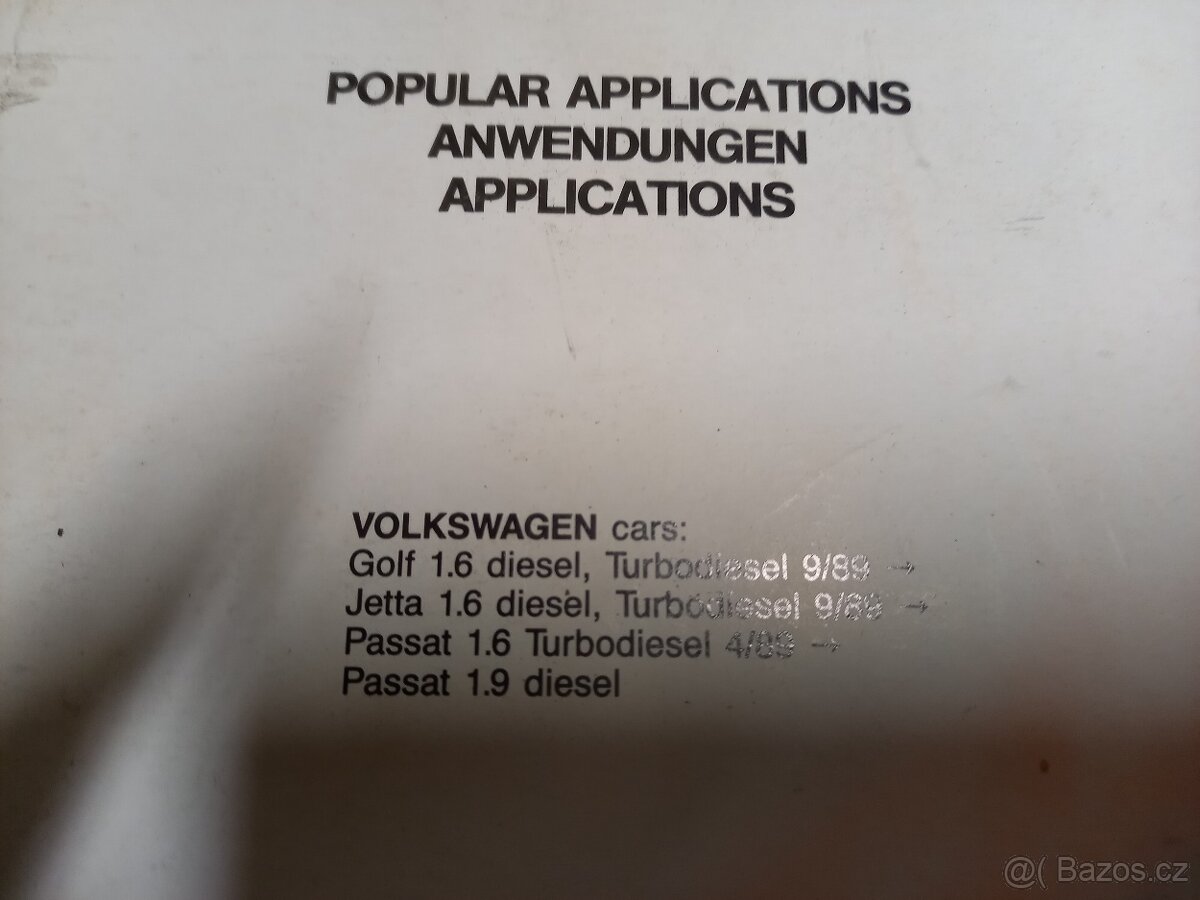 POPULAR APPLICATIONS
ANWENDUNGEN
APPLICATIONS
VOLKSWAGEN cars:
Golf 1.6 diesel, Turbodiesel 9/89 →
Jetta 1.6 diesel, Turbodiesel 9/89 →
Passat 1.6 Turbodiesel 4/89 →
Passat 1.9 diesel
@( Bazos.cz